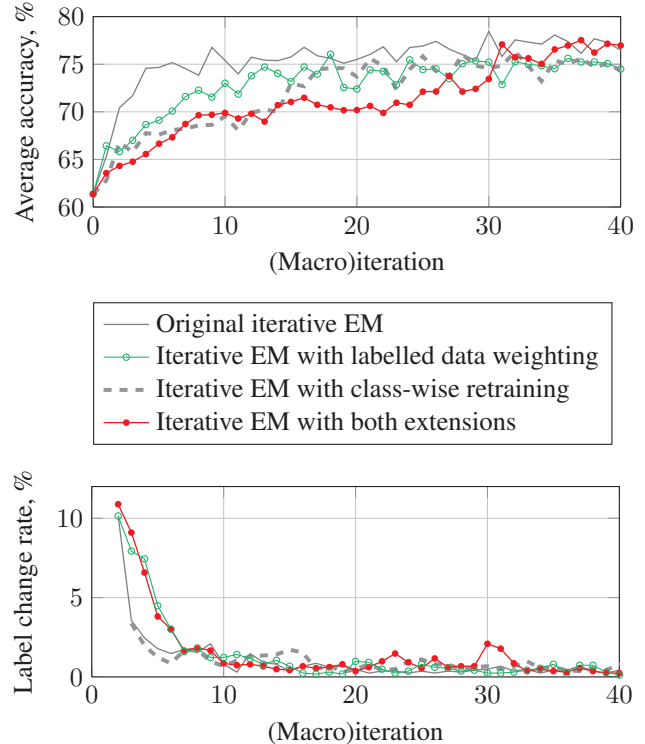 Average accuracy, %
80
75
70
65
60
0
10
20
30
40
(Macro)iteration
Original iterative EM
Iterative EM with labelled data weighting
Iterative EM with class-wise retraining
Iterative EM with both extensions
Label change rate, %
10
5
0
0
10
20
30
40
(Macro)iteration